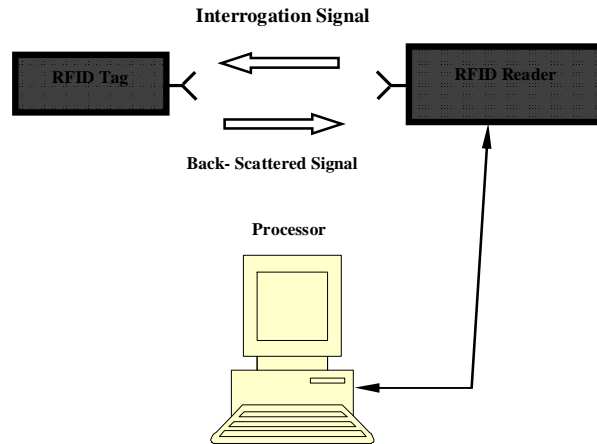 Interrogation Signal
RFID Tag
RFID Reader
Back- Scattered Signal
Processor